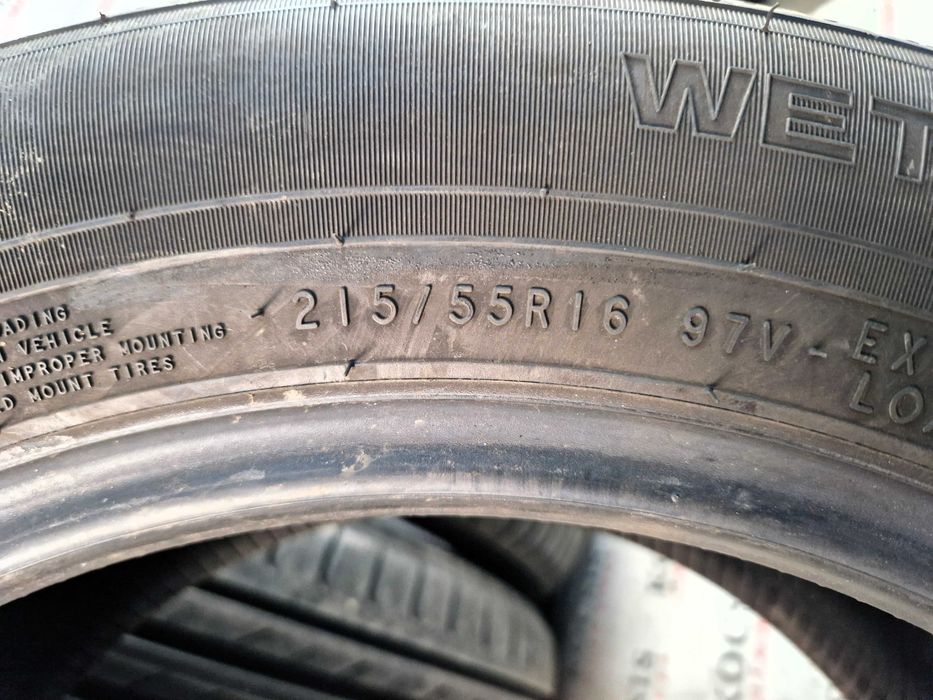 WET
215/55R16 97V
EX
LO
ADING
VEHICLE
IMPROPER MOUNTING
MOUNT TIRES